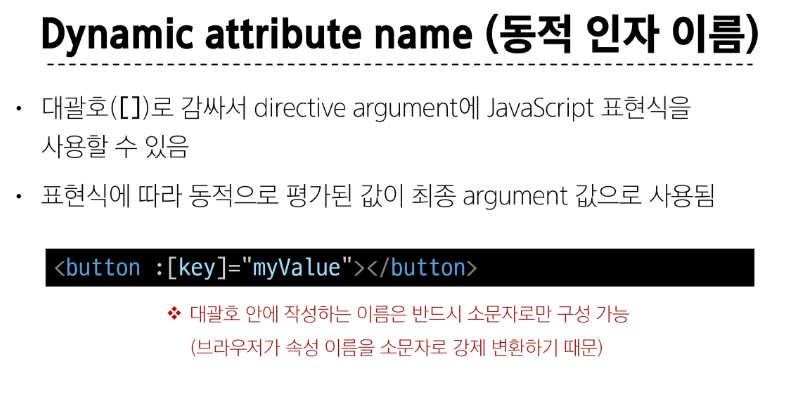 Dynamic attribute name (동적 인자 이름)
• 대괄호([])로 감싸서 directive argument에 JavaScript 표현식을
사용할 수 있음
• 표현식에 따라 동적으로 평가된 값이 최종 argument 값으로 사용됨
<button :[key]="myValue"></button>
❖ 대괄호 안에 작성하는 이름은 반드시 소문자로만 구성 가능
(브라우저가 속성 이름을 소문자로 강제 변환하기 때문)